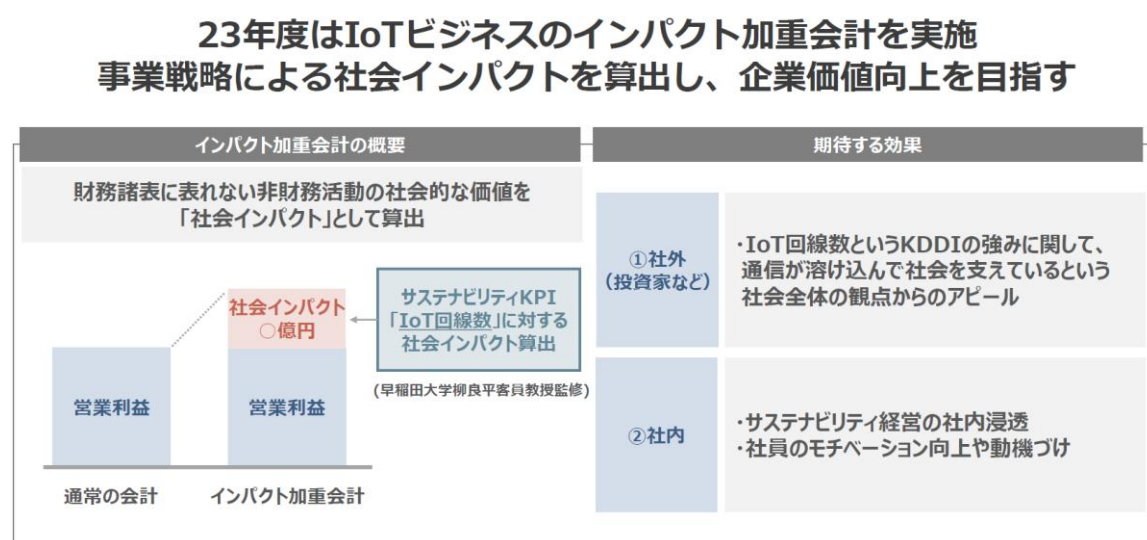 23年度はIoTビジネスのインパクト加重会計を実施
事業戦略による社会インパクトを算出し、企業価値向上を目指す
インパクト加重会計の概要
財務諸表に表れない非財務活動の社会的な価値を
「社会インパクト」として算出
社会インパクト
○億円
営業利益
営業利益
通常の会計
インパクト加重会計
サステナビリティKPI
「IoT回線数」に対する
社会インパクト算出
(早稲田大学柳良平客員教授監修)
期待する効果
①社外
(投資家など)
・IoT回線数というKDDIの強みに関して、
通信が溶け込んで社会を支えているという
社会全体の観点からのアピール
②社内
・サステナビリティ経営の社内浸透
・社員のモチベーション向上や動機づけ